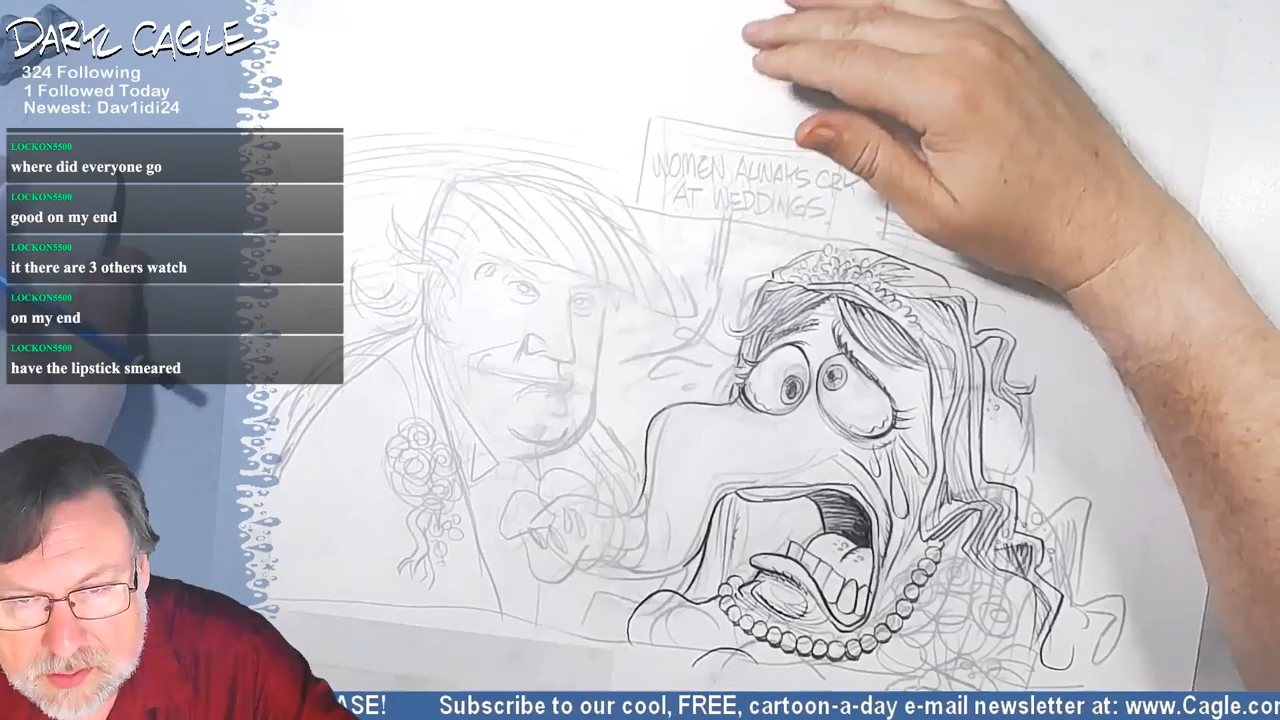 DARYL CAGLE
324 Following
1 Followed Today
Newest: Dav1idi24
LOCKON5500
where did everyone go
LOCKON5500
good on my end
LOCKON5500
it there are 3 others watch
LOCKON5500
on my end
LOCKON5500
have the lipstick smeared
WOMEN ALWAYS CRY
AT WEDDINGS
ASE! Subscribe to our cool, FREE, cartoon-a-day e-mail newsletter at: www.Cagle.co